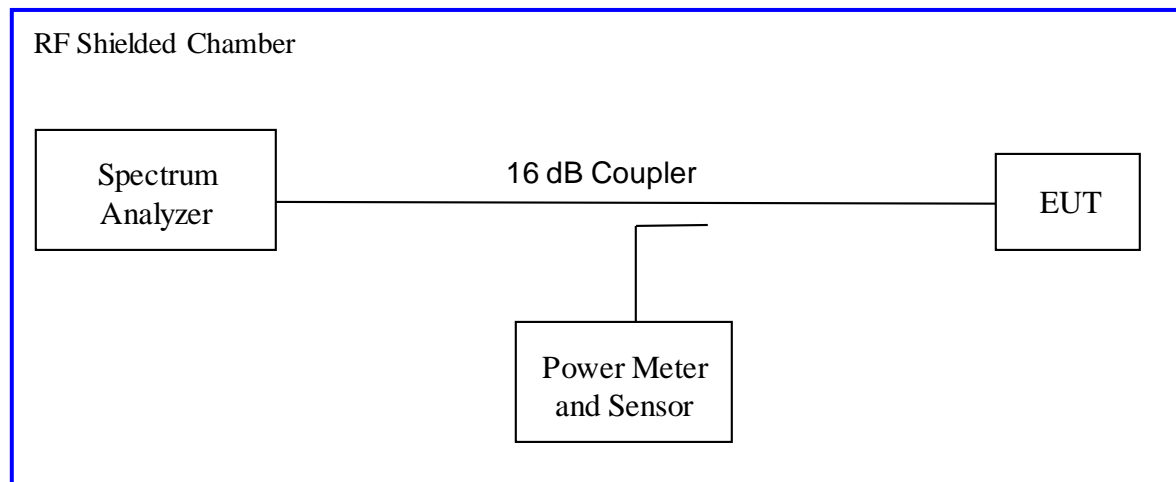 RF Shielded Chamber
16 dB Coupler
Spectrum
Analyzer
EUT
Power Meter
and Sensor